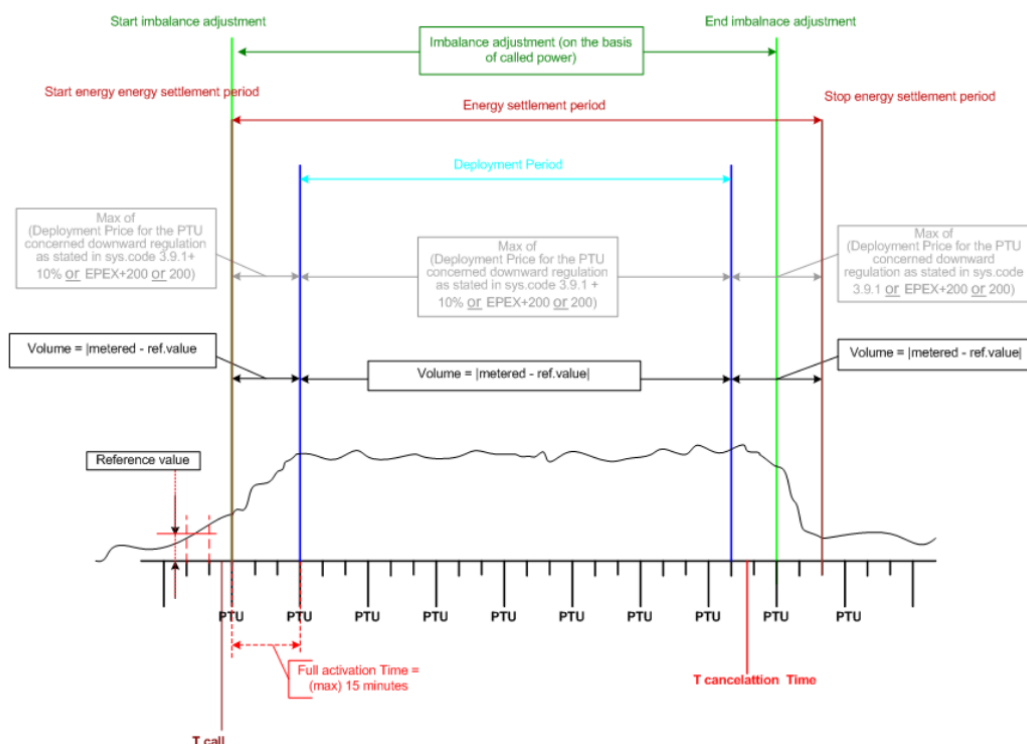 Start imbalance adjustment
End imbalnace adjustment
Imbalance adjustment (on the basis
of called power)
Start energy energy settlement period
Energy settlement period
Stop energy settlement period
Deployment Period
Max of
(Deployment Price for the PTU
concerned downward regulation
as stated in sys.code 3.9.1+
10% or EPEX+200 or 200)
Max of
(Deployment Price for the PTU
concerned downward regulation
as stated in sys.code 3.9.1 +
10% or EPEX+200 or 200)
Max of
(Deployment Price for the PTU
concerned downward
regulation as stated in sys.code
3.9.1 or EPEX+200 or 200)
Volume = |metered - ref.value
Volume = |metered - ref.value|
Volume = |metered - ref.value|
Reference value
PTU
PTU
PTU
PTU
PTU
PTU
PTU
PTU
PTU
PTU
Full activation Time =
(max) 15 minutes
T cancelattion Time
T call